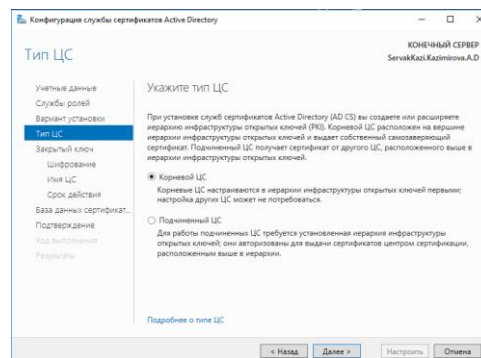 Конфигурация службы сертификатов Active Directory
Тип ЦС
КОНЕЧНЫЙ СЕРВЕР
ServakKazi.Kazimirova.A.D
Учетные данные
Службы ролей
Вариант установки
Тип ЦС
Закрытый ключ
Шифрование
Имя ЦС
Срок действия
База данных сертификат...
Подтверждение
Ход выполнения
Результаты
Укажите тип ЦС
При установке служб сертификатов Active Directory (AD CS) вы создаете или расширяете
иерархию инфраструктуры открытых ключей (PKI). Корневой ЦС расположен на вершине
иерархии инфраструктуры открытых ключей и выдает собственный самозаверяющий
сертификат. Подчиненный ЦС получает сертификат от другого ЦС, расположенного выше в
иерархии инфраструктуры открытых ключей.
Корневой ЦС
Корневые ЦС настраиваются в иерархии инфраструктуры открытых ключей первыми;
настройка других ЦС может не потребоваться.
Подчиненный ЦС
Для работы подчиненных ЦС требуется установленная иерархия инфраструктуры
открытых ключей; они авторизованы для выдачи сертификатов центром сертификации,
расположенным выше в иерархии.
Подробнее о типе ЦС
< Назад
Далее >
Настроить
Отмена